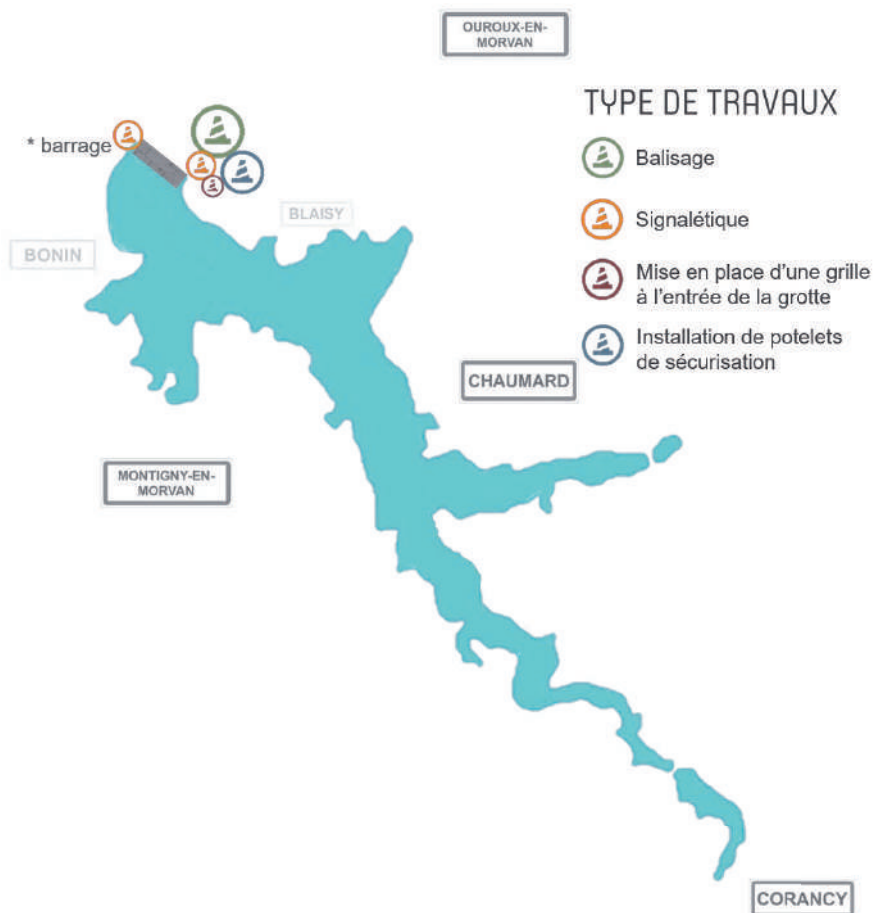 OUROUX-EN-
MORVAN
TYPE DE TRAVAUX
* barrage
Balisage
BLAISY
Signalétique
BONIN
Mise en place d'une grille
à l'entrée de la grotte
Installation de potelets
de sécurisation
CHAUMARD
MONTIGNY-EN-
MORVAN
CORANCY